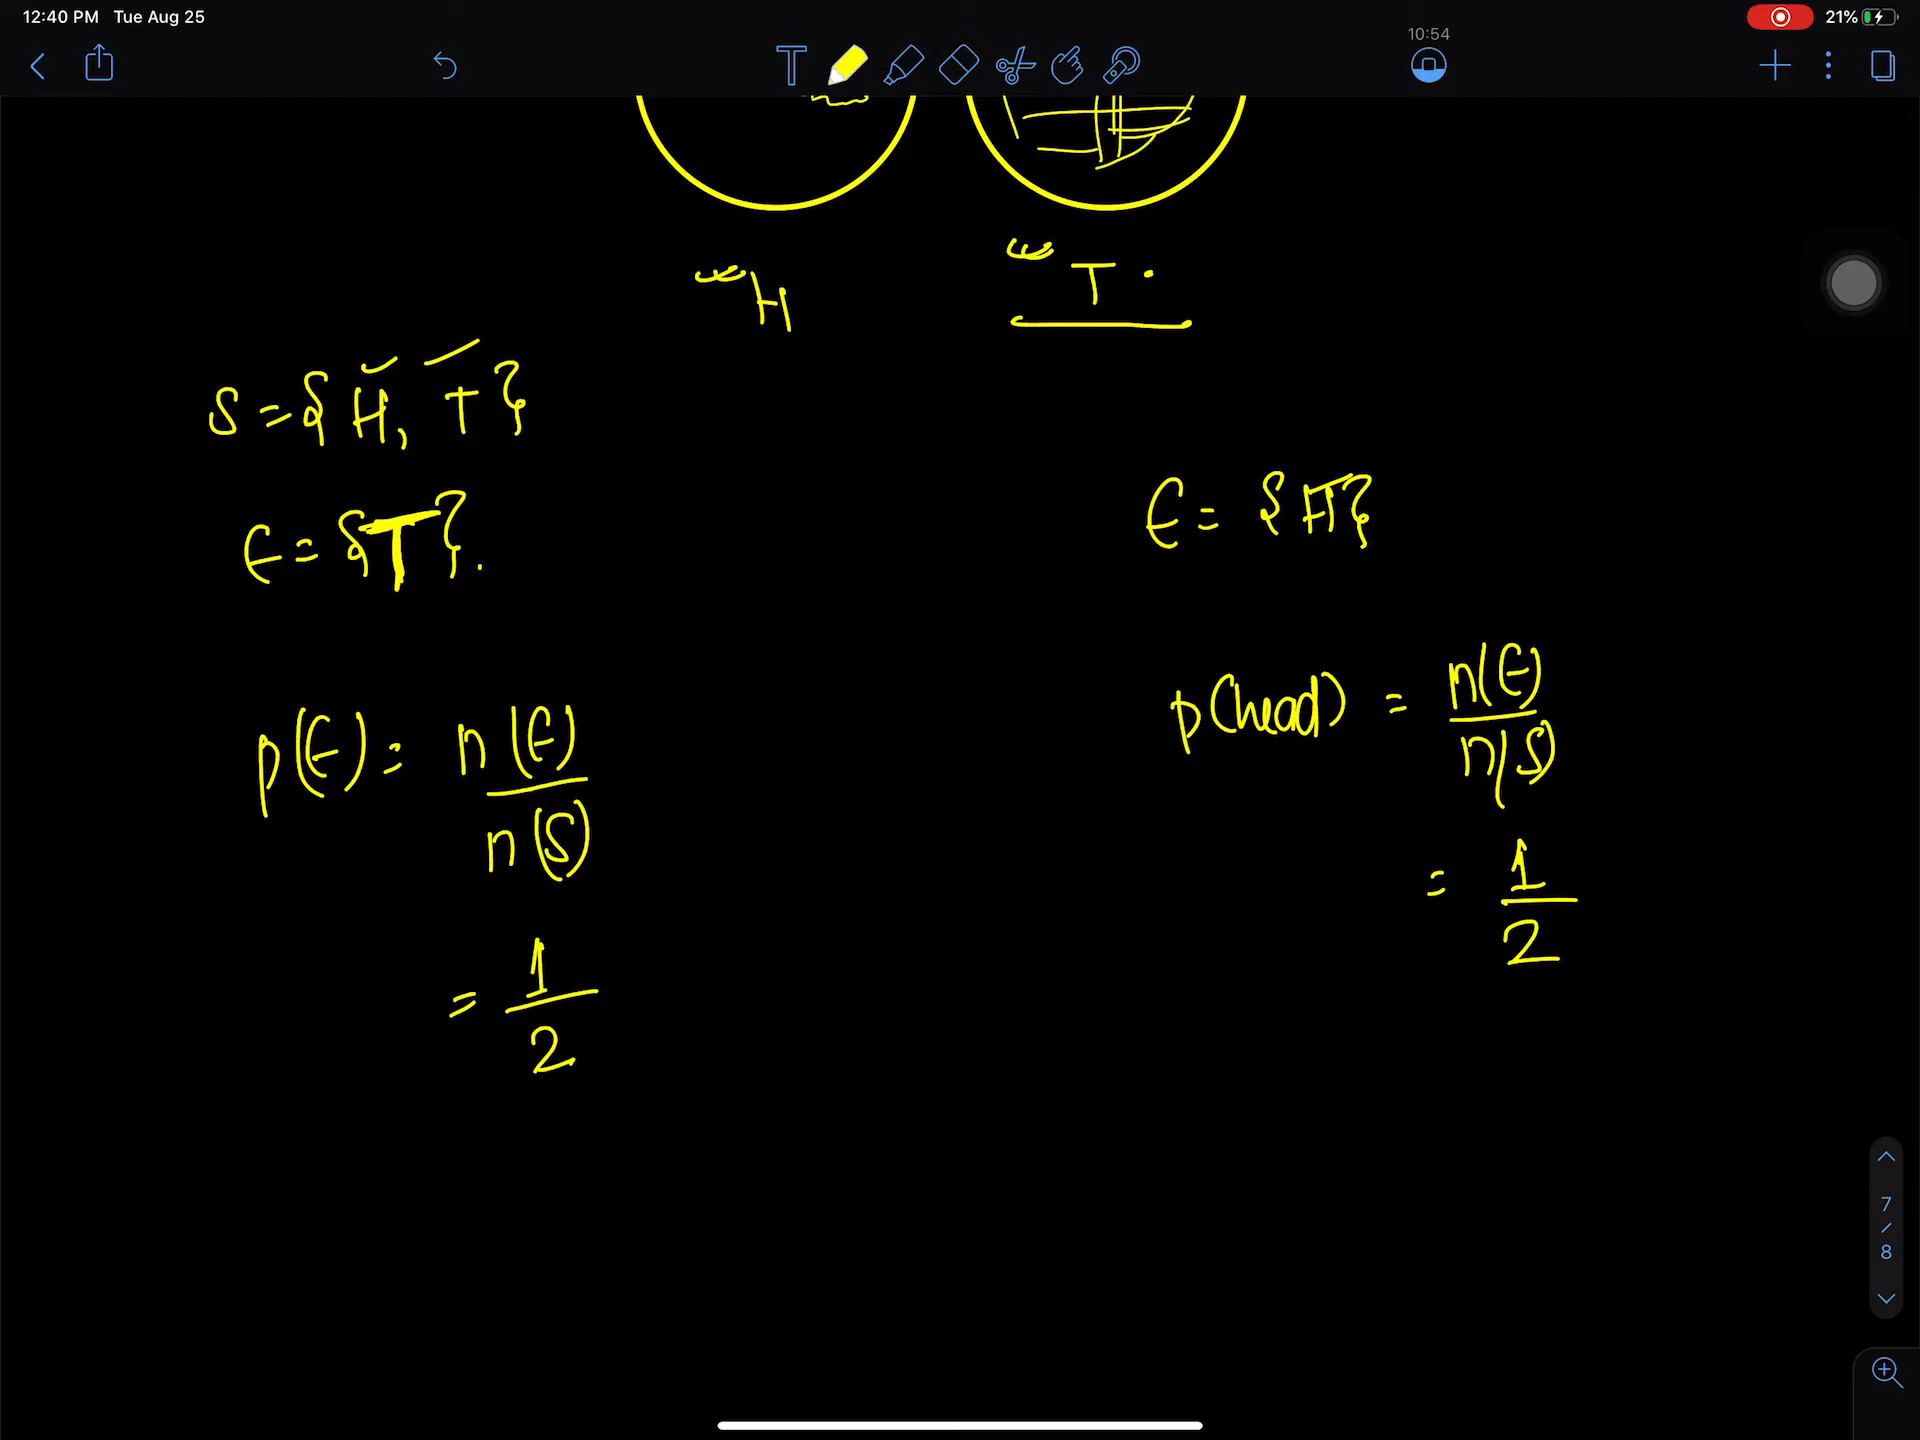 12:40 PM Tue Aug 25
21%
10:54
T
H
T .
S = { H, T }
E = { T } .
E = { H }
P(E) = n(E) / n(S)
= 1 / 2
P(head) = n(E) / n(S)
= 1 / 2
7
/
8